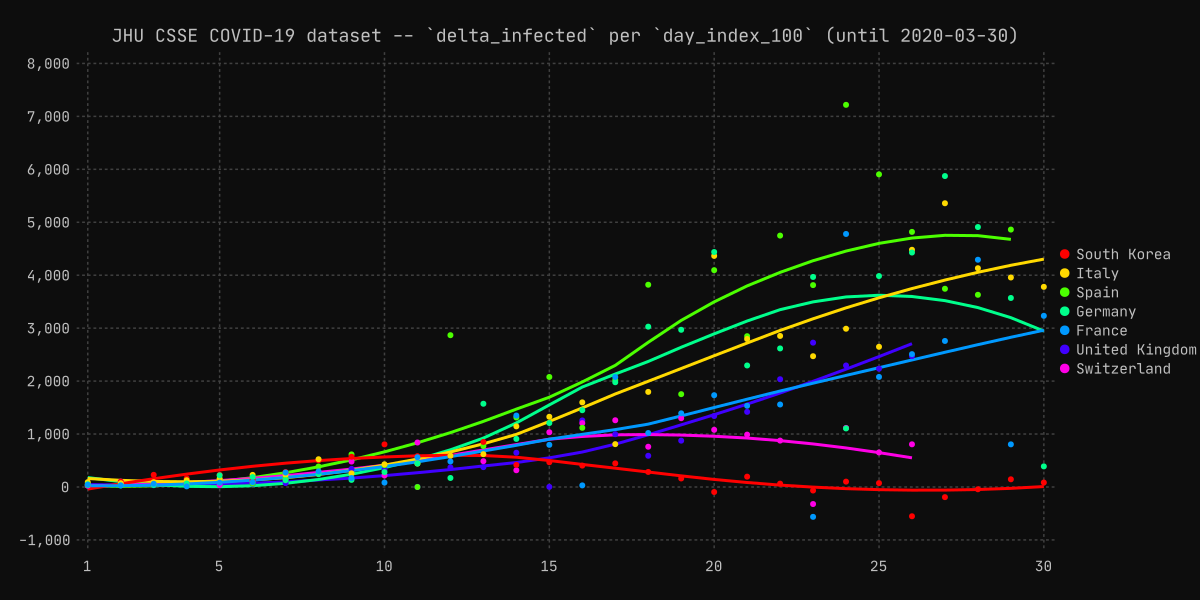 JHU CSSE COVID-19 dataset -- `delta_infected` per `day_index_100` (until 2020-03-30)
8,000
7,000
6,000
5,000
4,000
3,000
2,000
1,000
0
-1,000
1 5 10 15 20 25 30
South Korea
Italy
Spain
Germany
France
United Kingdom
Switzerland